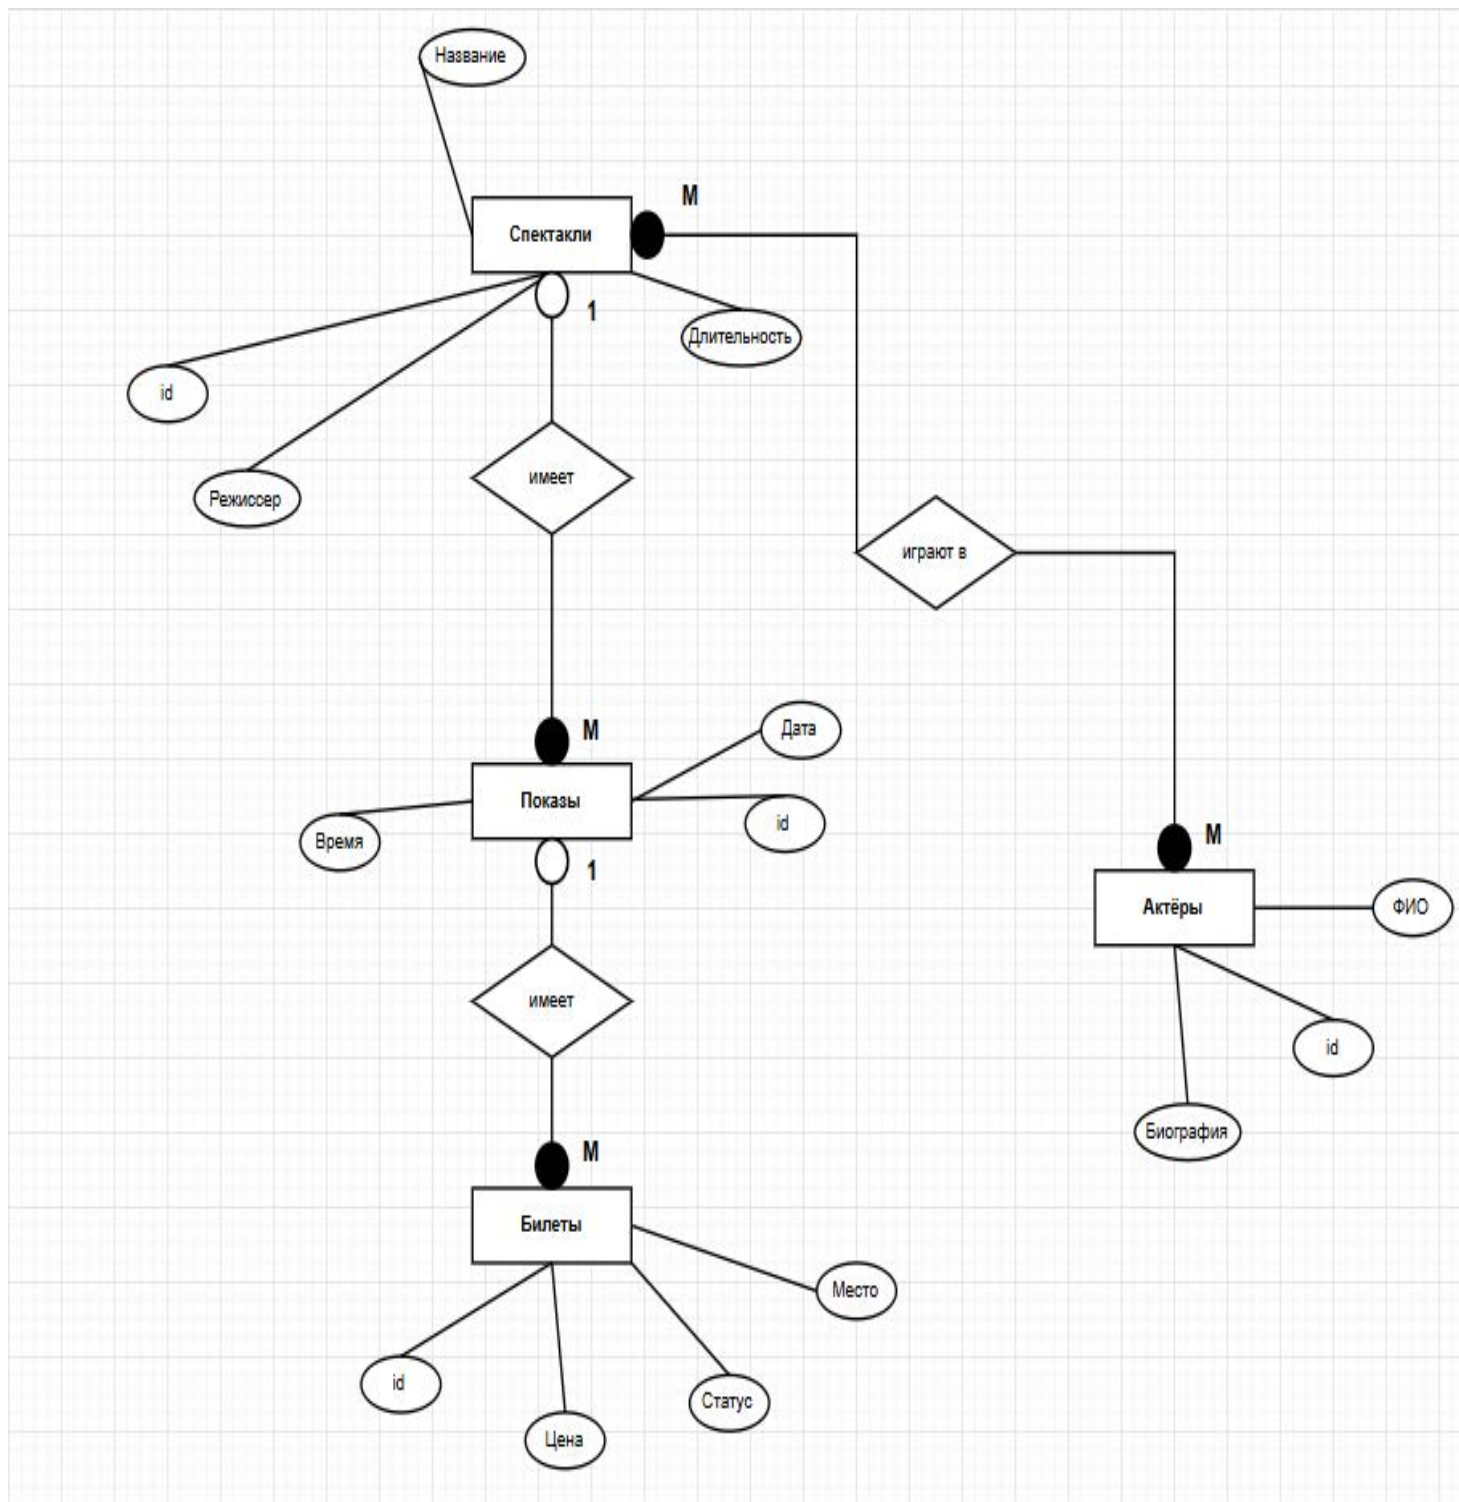 Название
М
Спектакли
1
Длительность
id
имеет
Режиссер
играют в
Дата
М
Показы
id
Время
М
1
Актёры
ФИО
имеет
id
Биография
М
Билеты
Место
id
Статус
Цена